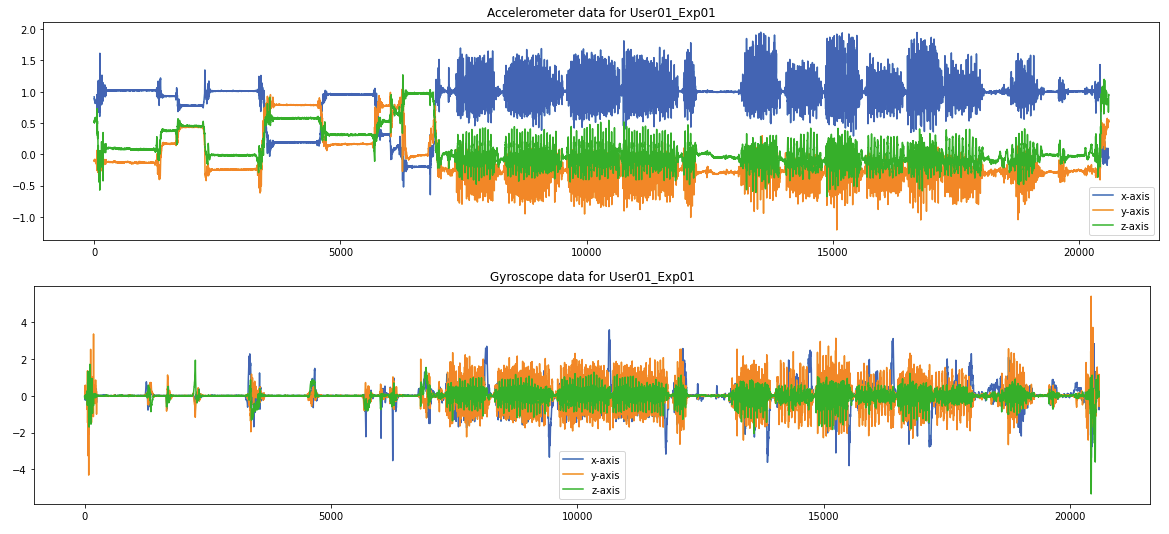 Accelerometer data for User01_Exp01
2.0
1.5
1.0
0.5
0.0
−0.5
−1.0
x-axis
y-axis
z-axis
0 5000 10000 15000 20000
Gyroscope data for User01_Exp01
4
2
0
−2
−4
x-axis
y-axis
z-axis
0 5000 10000 15000 20000